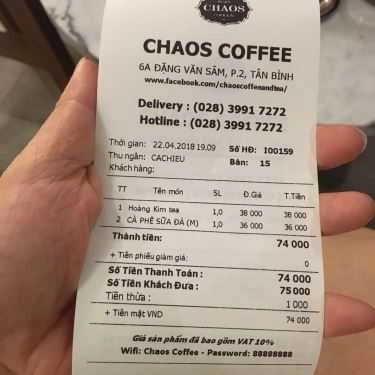 CHAOS
CHAOS COFFEE
6A ĐẶNG VĂN SÂM, P.2, TÂN BÌNH
www.facebook.com/chaoscoffeeandtea/
Delivery : (028) 3991 7272
Hotline : (028) 3991 7272
Thời gian: 22.04.2018 19.09 Số HĐ: I00159
Thu ngân: CACHIEU Bàn: 15
Khách hàng:
TT Tên món SL Đ.Giá T.Tiền
1 Hoàng Kim tea 1,0 38 000 38 000
2 CÀ PHÊ SỮA ĐÁ (M) 1,0 36 000 36 000
Thành tiền: 74 000
+ Tiền phiếu giảm giá: 0
Số Tiền Thanh Toán : 74 000
Số Tiền Khách Đưa : 75 000
Tiền thừa : 1 000
+ Tiền mặt VND 74 000
Giá sản phẩm đã bao gồm VAT 10%
Wifi: Chaos Coffee - Password: 88888888